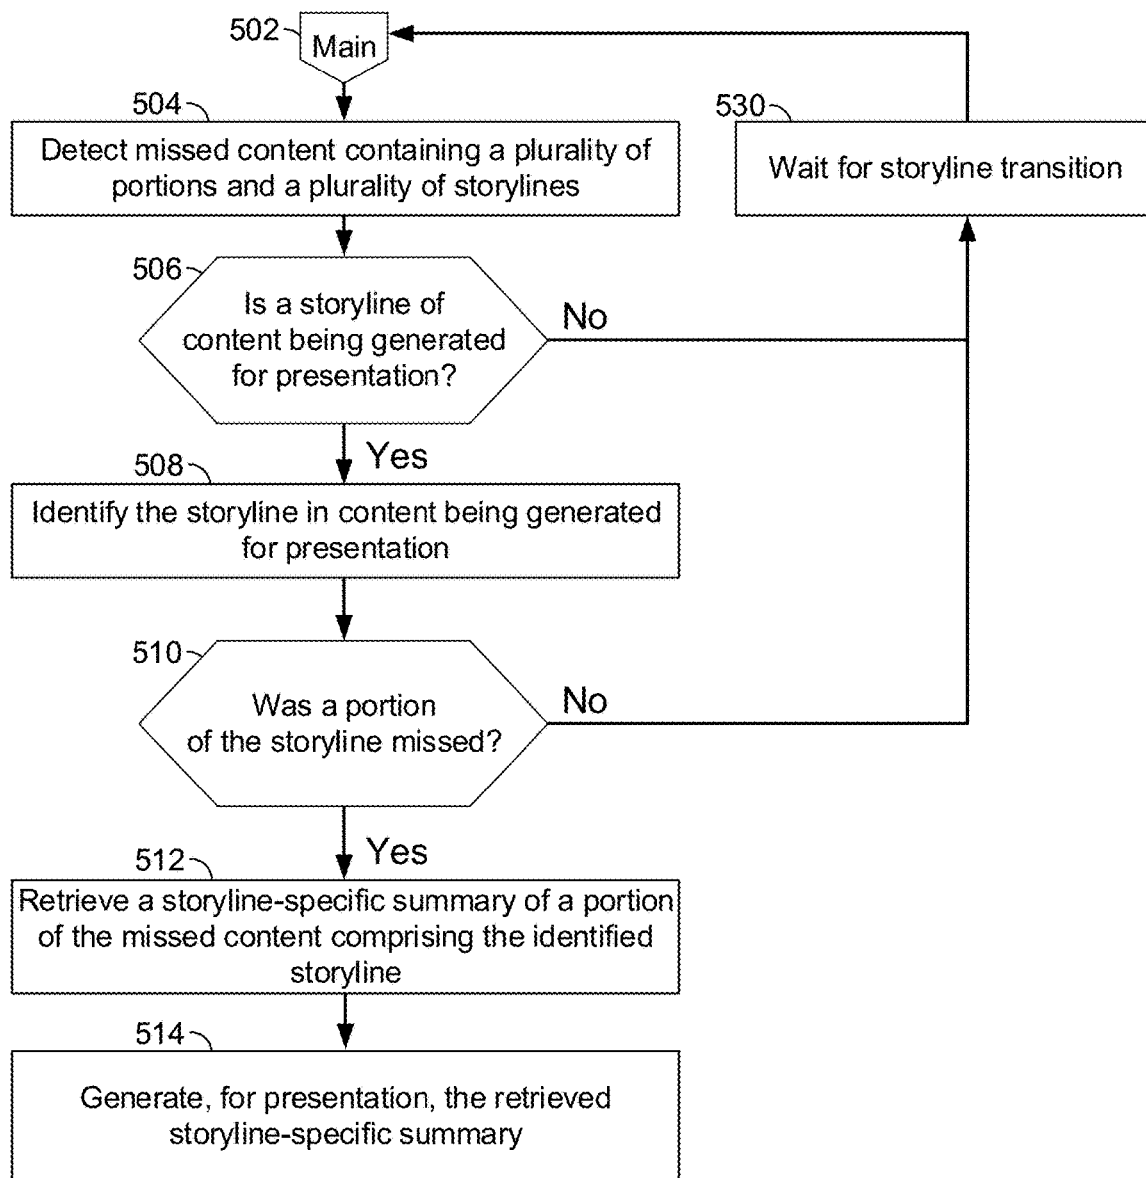 502
Main
504
530
Detect missed content containing a plurality of
portions and a plurality of storylines
Wait for storyline transition
506
Is a storyline of
content being generated
for presentation?
No
Yes
508
Identify the storyline in content being generated
for presentation
510
Was a portion
of the storyline missed?
No
Yes
512
Retrieve a storyline-specific summary of a portion
of the missed content comprising the identified
storyline
514
Generate, for presentation, the retrieved
storyline-specific summary